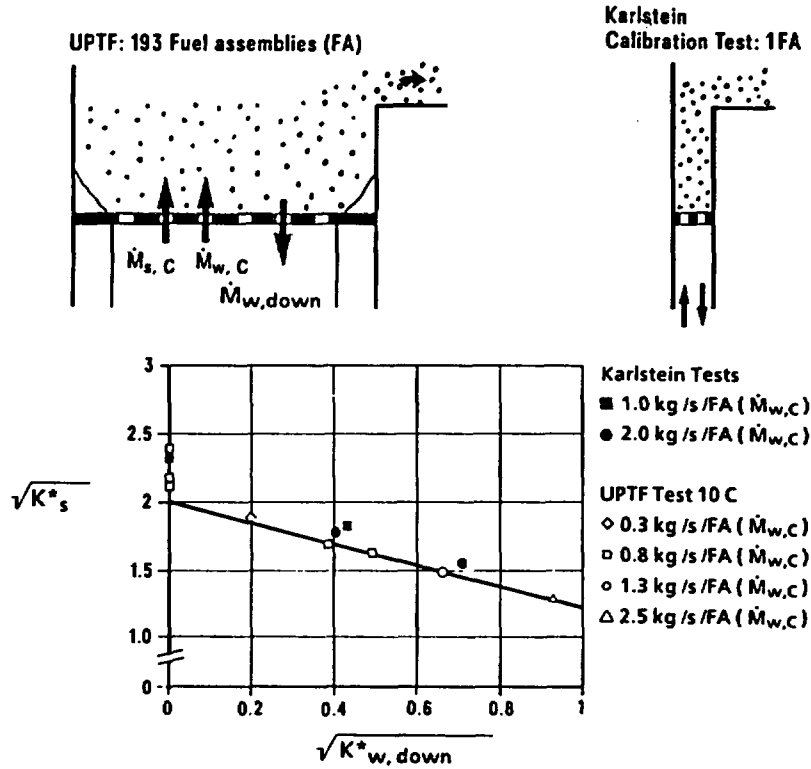 UPTF: 193 Fuel assemblies (FA)
Karlstein
Calibration Test: 1FA
Ṁs, C
Ṁw, C
Ṁw,down
3
2.5
2
1.5
1.0
0
√K*s
0
0.2
0.4
0.6
0.8
1
√K*w, down
Karlstein Tests
■ 1.0 kg/s/FA (Ṁw,C)
● 2.0 kg/s/FA (Ṁw,C)
UPTF Test 10 C
◇ 0.3 kg/s/FA (Ṁw,C)
□ 0.8 kg/s/FA (Ṁw,C)
○ 1.3 kg/s/FA (Ṁw,C)
△ 2.5 kg/s/FA (Ṁw,C)